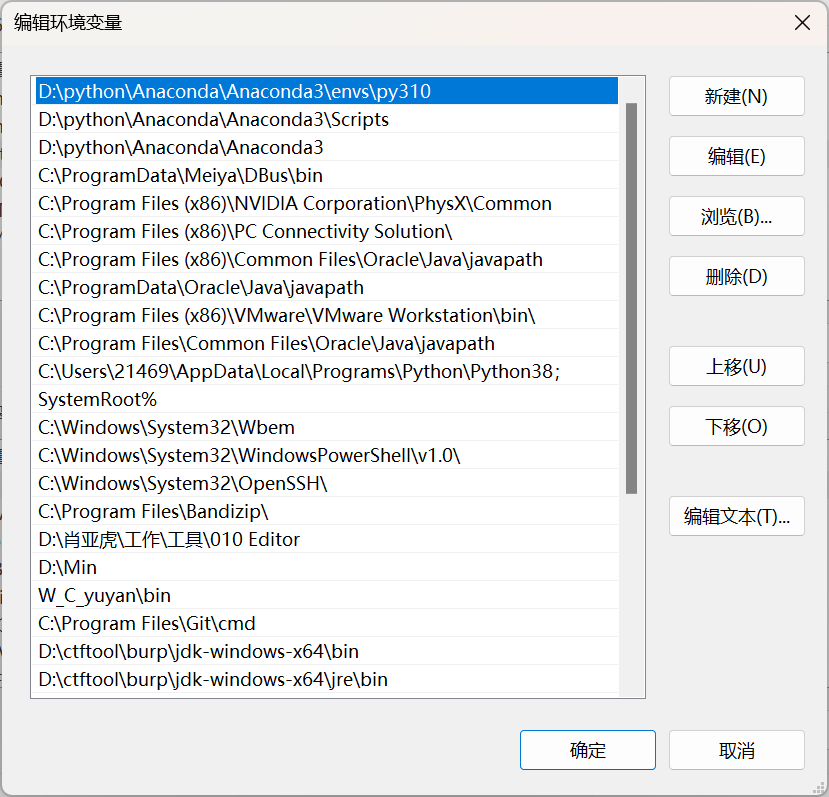 编辑环境变量
D:\python\Anaconda\Anaconda3\envs\py310
D:\python\Anaconda\Anaconda3\Scripts
D:\python\Anaconda\Anaconda3
C:\ProgramData\Meiya\DBus\bin
C:\Program Files (x86)\NVIDIA Corporation\PhysX\Common
C:\Program Files (x86)\PC Connectivity Solution\
C:\Program Files (x86)\Common Files\Oracle\Java\javapath
C:\ProgramData\Oracle\Java\javapath
C:\Program Files (x86)\VMware\VMware Workstation\bin\
C:\Program Files\Common Files\Oracle\Java\javapath
C:\Users\21469\AppData\Local\Programs\Python\Python38；
SystemRoot%
C:\Windows\System32\Wbem
C:\Windows\System32\WindowsPowerShell\v1.0\
C:\Windows\System32\OpenSSH\
C:\Program Files\Bandizip\
D:\肖亚虎\工作\工具\010 Editor
D:\Min
W_C_yuyan\bin
C:\Program Files\Git\cmd
D:\ctftool\burp\jdk-windows-x64\bin
D:\ctftool\burp\jdk-windows-x64\jre\bin
新建(N)
编辑(E)
浏览(B)...
删除(D)
上移(U)
下移(O)
编辑文本(T)...
确定
取消